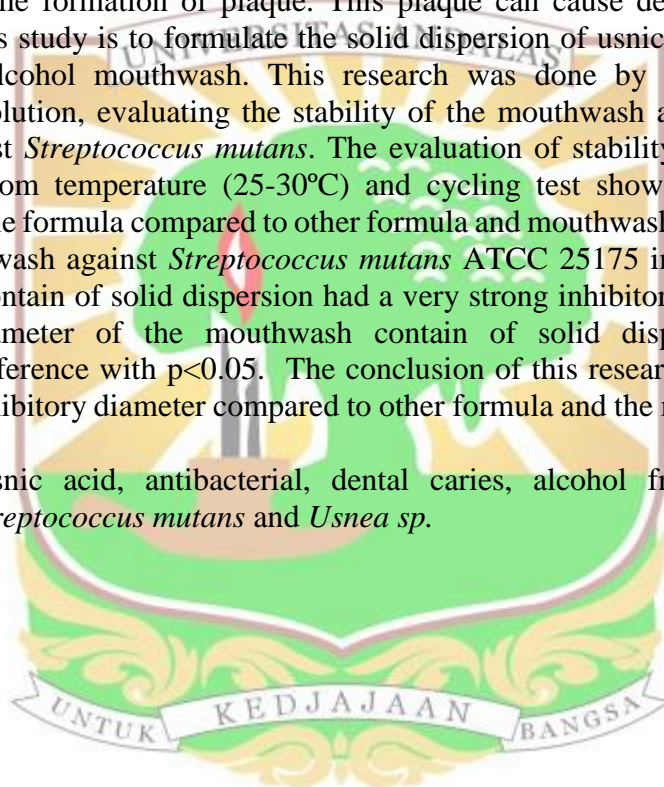 the formation of plaque. This plaque can cause de
s study is to formulate the solid dispersion of usnic
UNIVERSITAS ANDALAS
lcohol mouthwash. This research was done by
olution, evaluating the stability of the mouthwash a
st Streptococcus mutans. The evaluation of stability
om temperature (25-30ºC) and cycling test show
e formula compared to other formula and mouthwash
wash against Streptococcus mutans ATCC 25175 in
ontain of solid dispersion had a very strong inhibitor
ameter of the mouthwash contain of solid disp
fference with p<0.05. The conclusion of this resear
hibitory diameter compared to other formula and the
snic acid, antibacterial, dental caries, alcohol fr
reptococcus mutans and Usnea sp.
UNTUK KEDJAJAAN BANGSA